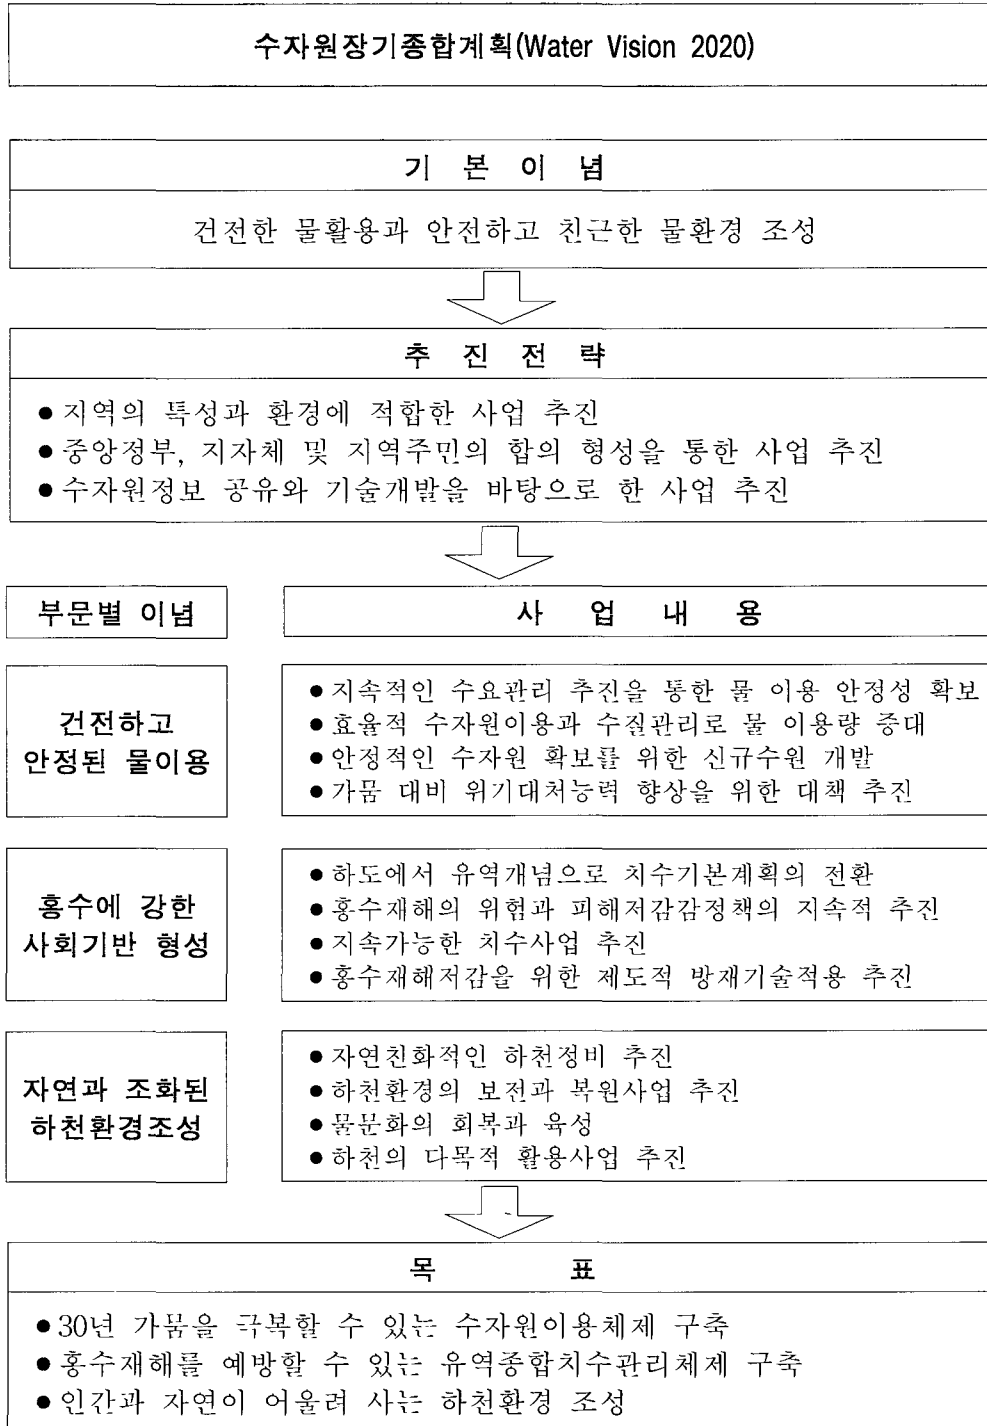 수자원장기종합계획(Water Vision 2020)
기 본 이 념
건전한 물활용과 안전하고 친근한 물환경 조성
추 진 전 략
● 지역의 특성과 환경에 적합한 사업 추진
● 중앙정부, 지자체 및 지역주민의 합의 형성을 통한 사업 추진
● 수자원정보 공유와 기술개발을 바탕으로 한 사업 추진
부문별 이념
사 업 내 용
건전하고
안정된 물이용
● 지속적인 수요관리 추진을 통한 물 이용 안정성 확보
● 효율적 수자원이용과 수질관리로 물 이용량 증대
● 안정적인 수자원 확보를 위한 신규수원 개발
● 가뭄 대비 위기대처능력 향상을 위한 대책 추진
홍수에 강한
사회기반 형성
● 하도에서 유역개념으로 치수기본계획의 전환
● 홍수재해의 위험과 피해저감감정책의 지속적 추진
● 지속가능한 치수사업 추진
● 홍수재해저감을 위한 제도적 방재기술적용 추진
자연과 조화된
하천환경조성
● 자연친화적인 하천정비 추진
● 하천환경의 보전과 복원사업 추진
● 물문화의 회복과 육성
● 하천의 다목적 활용사업 추진
목 표
● 30년 가뭄을 극복할 수 있는 수자원이용체제 구축
● 홍수재해를 예방할 수 있는 유역종합치수관리체제 구축
● 인간과 자연이 어울려 사는 하천환경 조성